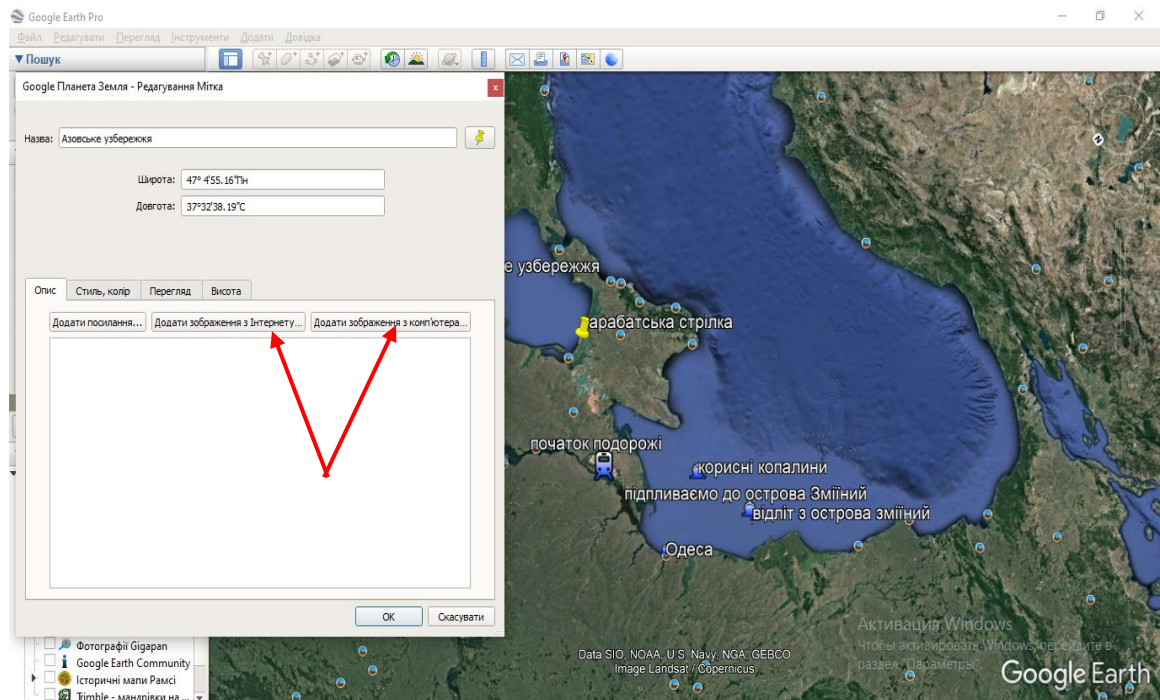 Google Earth Pro
Файл Редагувати Перегляд Інструменти Додати Довідка
Пошук
Google Планета Земля - Редагування Мітка
Назва: Азовське узбережжя
Широта: 47° 4'55.16"Пн
Довгота: 37°32'38.19"С
Опис Стиль, колір Перегляд Висота
Додати посилання... Додати зображення з Інтернету... Додати зображення з комп'ютера...
ОК Скасувати
Фотографії Gigapan
Google Earth Community
Історичні мапи Рамсі
Trimble - мандрівки на ...
е узбережжя
арабатська стрілка
початок подорожі
корисні копалини
підпливаємо до острова Зміїний
відліт з острова зміїний
Одеса
Data SIO, NOAA, U.S. Navy, NGA, GEBCO
Image Landsat / Copernicus
Активация Windows
Чтобы активировать Windows, перейдите в
раздел "Параметры".
Google Earth